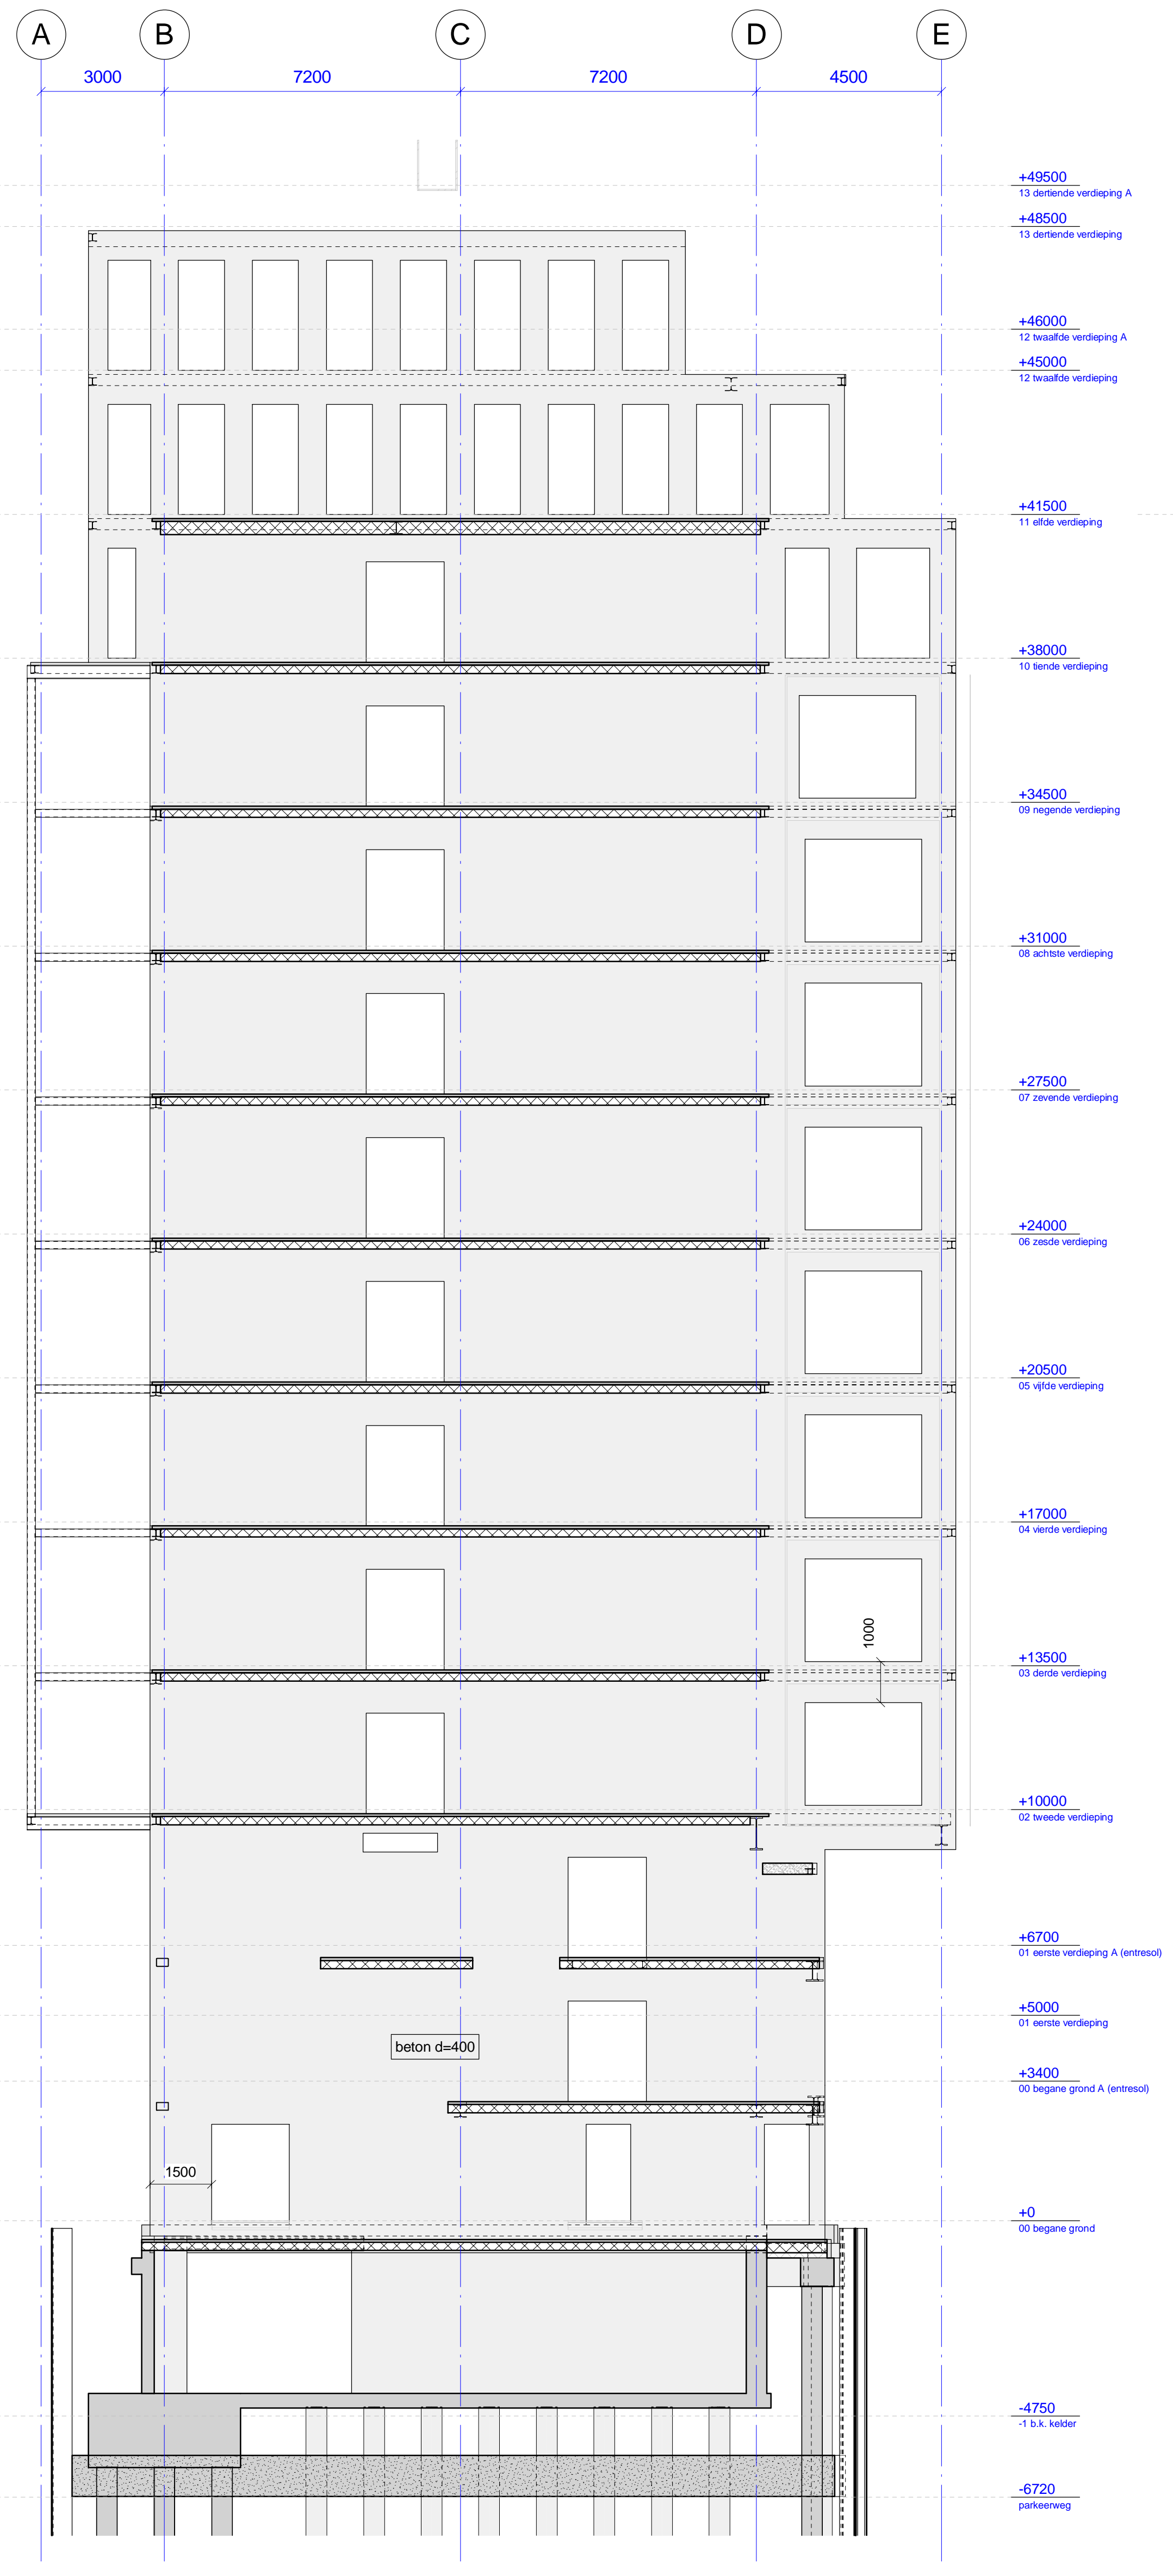 A B C D E
3000 7200 7200 4500
+49500
13 dertiende verdieping A
+48500
13 dertiende verdieping
+46000
12 twaalfde verdieping A
+45000
12 twaalfde verdieping
+41500
11 elfde verdieping
+38000
10 tiende verdieping
+34500
09 negende verdieping
+31000
08 achtste verdieping
+27500
07 zevende verdieping
+24000
06 zesde verdieping
+20500
05 vijfde verdieping
+17000
04 vierde verdieping
1000
+13500
03 derde verdieping
+10000
02 tweede verdieping
+6700
01 eerste verdieping A (entresol)
+5000
01 eerste verdieping
beton d=400
+3400
00 begane grond A (entresol)
1500
+0
00 begane grond
-4750
-1 b.k. kelder
-6720
parkeerweg